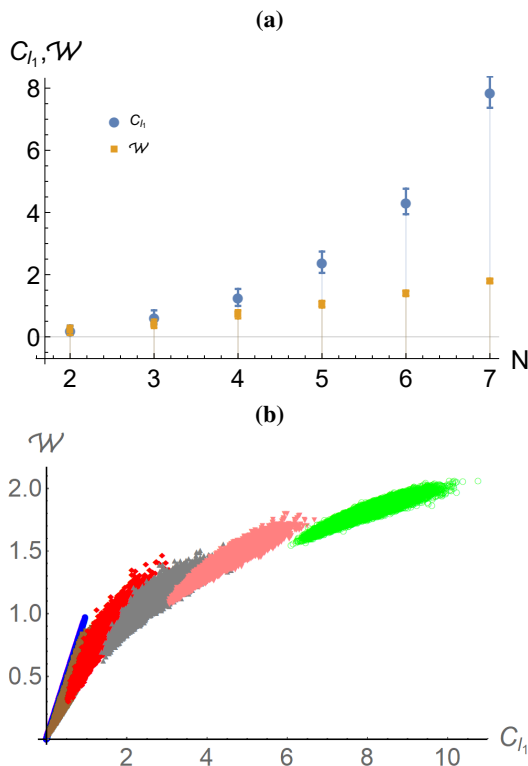 (a)
C_{l_1}, 𝒲
8
6
4
2
0
C_{l_1}
𝒲
2 3 4 5 6 7 N
(b)
𝒲
2.0
1.5
1.0
0.5
2 4 6 8 10 C_{l_1}